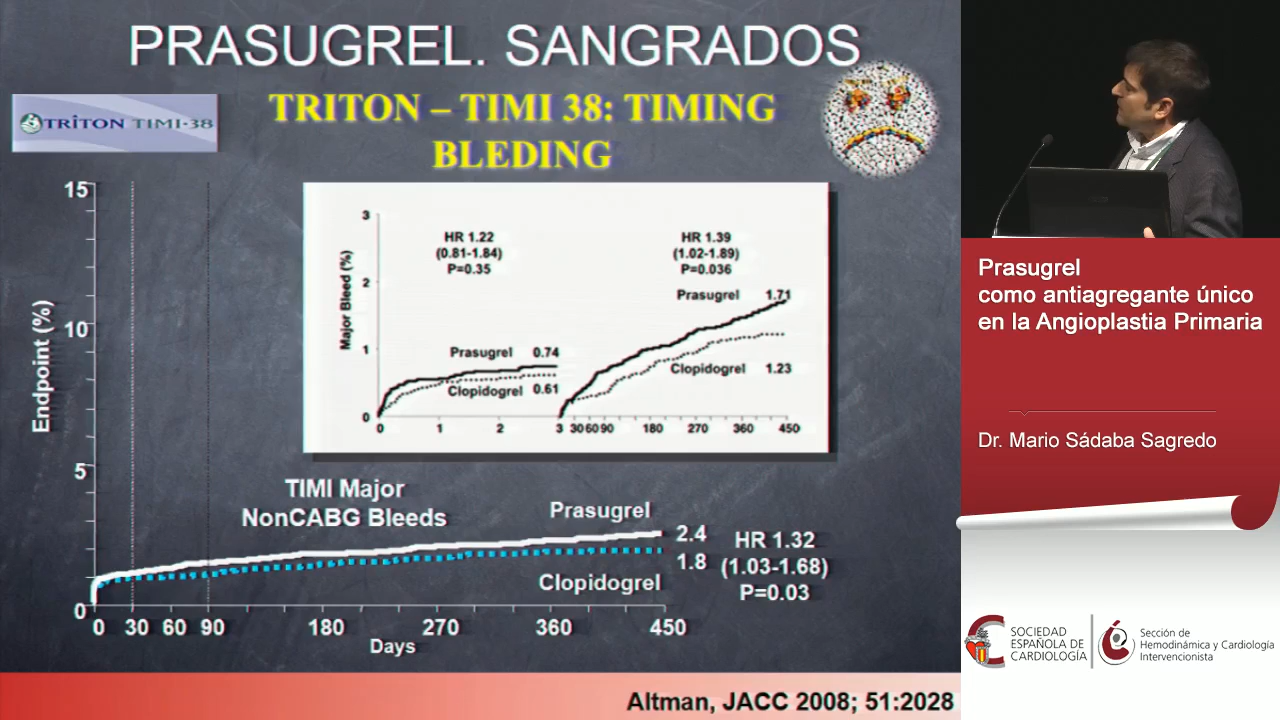 PRASUGREL. SANGRADOS
TRITON TIMI-38
TRITON – TIMI 38: TIMING
BLEDING
Endpoint (%)
15
10
5
0
Major Bleed (%)
3
2
1
0
HR 1.22
(0.81-1.84)
P=0.35
HR 1.39
(1.02-1.89)
P=0.036
Prasugrel 1.71
Prasugrel 0.74
Clopidogrel 0.61
Clopidogrel 1.23
0 1 2 3 30 60 90 180 270 360 450
TIMI Major
NonCABG Bleeds
Prasugrel
2.4
1.8
Clopidogrel
HR 1.32
(1.03-1.68)
P=0.03
0 30 60 90 180 270 360 450
Days
Altman, JACC 2008; 51:2028
Prasugrel
como antiagregante único
en la Angioplastia Primaria
Dr. Mario Sádaba Sagredo
SOCIEDAD
ESPAÑOLA DE
CARDIOLOGÍA
Sección de
Hemodinámica y Cardiología
Intervencionista